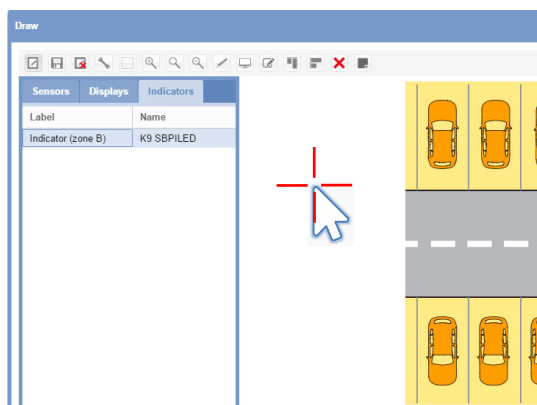 Draw
Sensors Displays Indicators
Label Name
Indicator (zone B) K9 SBPILED